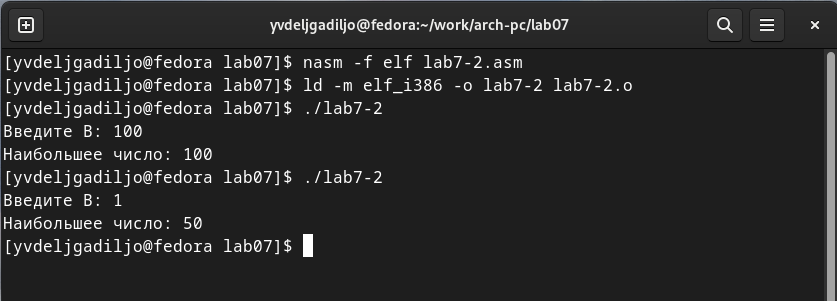 yvdeljgadiljo@fedora:~/work/arch-pc/lab07
[yvdeljgadiljo@fedora lab07]$ nasm -f elf lab7-2.asm
[yvdeljgadiljo@fedora lab07]$ ld -m elf_i386 -o lab7-2 lab7-2.o
[yvdeljgadiljo@fedora lab07]$ ./lab7-2
Введите B: 100
Наибольшее число: 100
[yvdeljgadiljo@fedora lab07]$ ./lab7-2
Введите B: 1
Наибольшее число: 50
[yvdeljgadiljo@fedora lab07]$